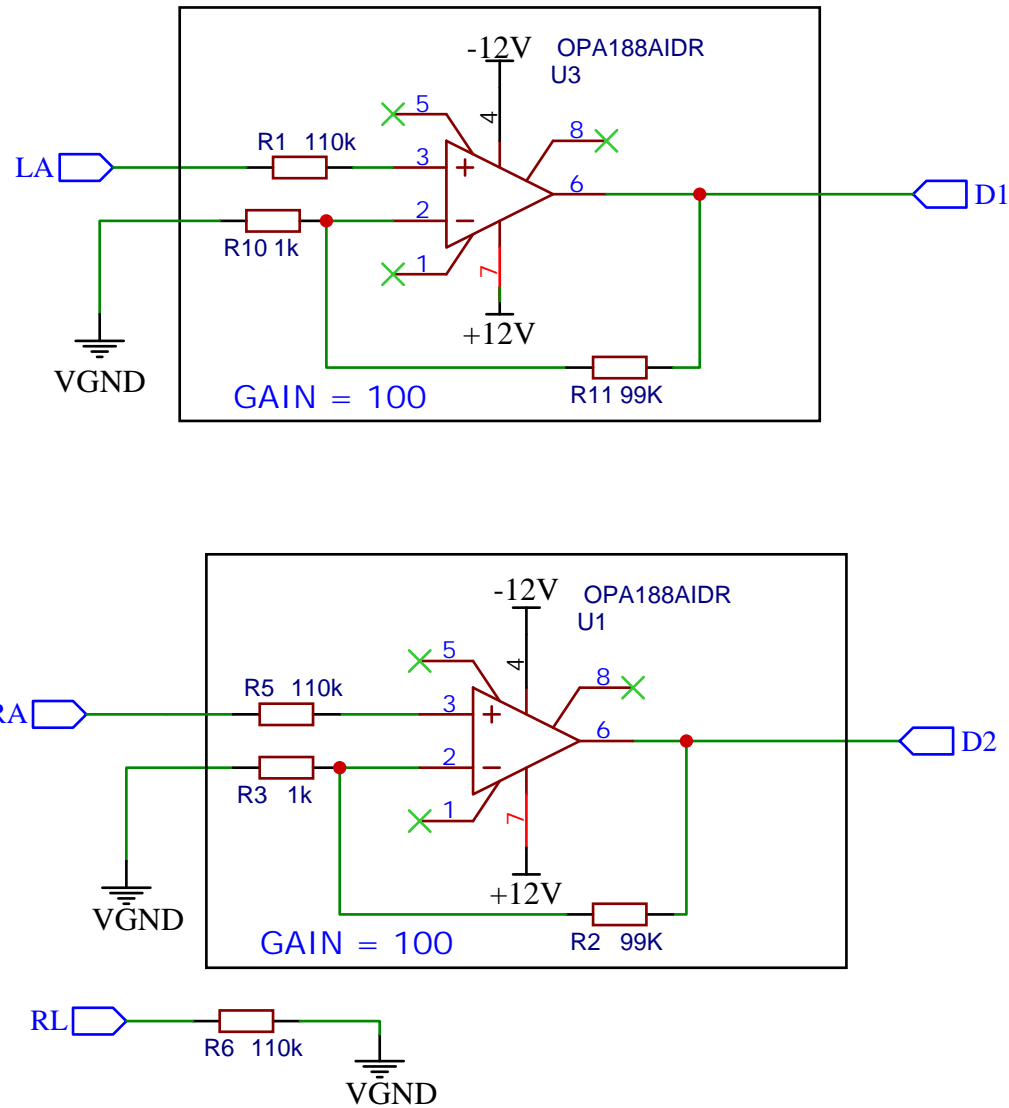 -12V OPA188AIDR
U3
5
4
8
R1 110k
LA
3
+
6
D1
2
−
R10 1k
1
7
+12V
VGND
R11 99K
GAIN = 100
-12V OPA188AIDR
U1
5
4
8
R5 110k
3
RA
+
6
D2
2
−
R3 1k
1
7
+12V
VGND
R2 99K
GAIN = 100
RL
R6 110k
VGND